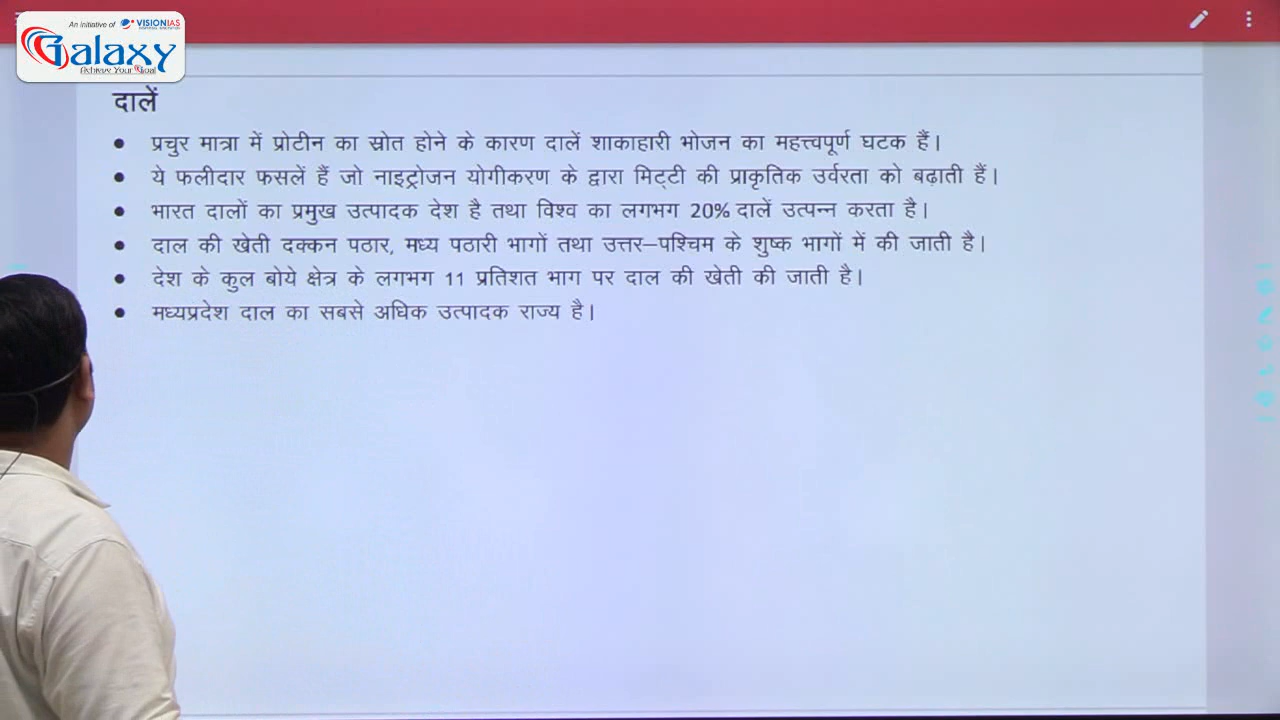 An initiative of VISIONIAS
INSPIRING INNOVATION
Galaxy
Achieve Your Goal
दालें
• प्रचुर मात्रा में प्रोटीन का स्रोत होने के कारण दालें शाकाहारी भोजन का महत्त्वपूर्ण घटक हैं।
• ये फलीदार फसलें हैं जो नाइट्रोजन योगीकरण के द्वारा मिट्टी की प्राकृतिक उर्वरता को बढ़ाती हैं।
• भारत दालों का प्रमुख उत्पादक देश है तथा विश्व का लगभग 20% दालें उत्पन्न करता है।
• दाल की खेती दक्कन पठार, मध्य पठारी भागों तथा उत्तर–पश्चिम के शुष्क भागों में की जाती है।
• देश के कुल बोये क्षेत्र के लगभग 11 प्रतिशत भाग पर दाल की खेती की जाती है।
• मध्यप्रदेश दाल का सबसे अधिक उत्पादक राज्य है।